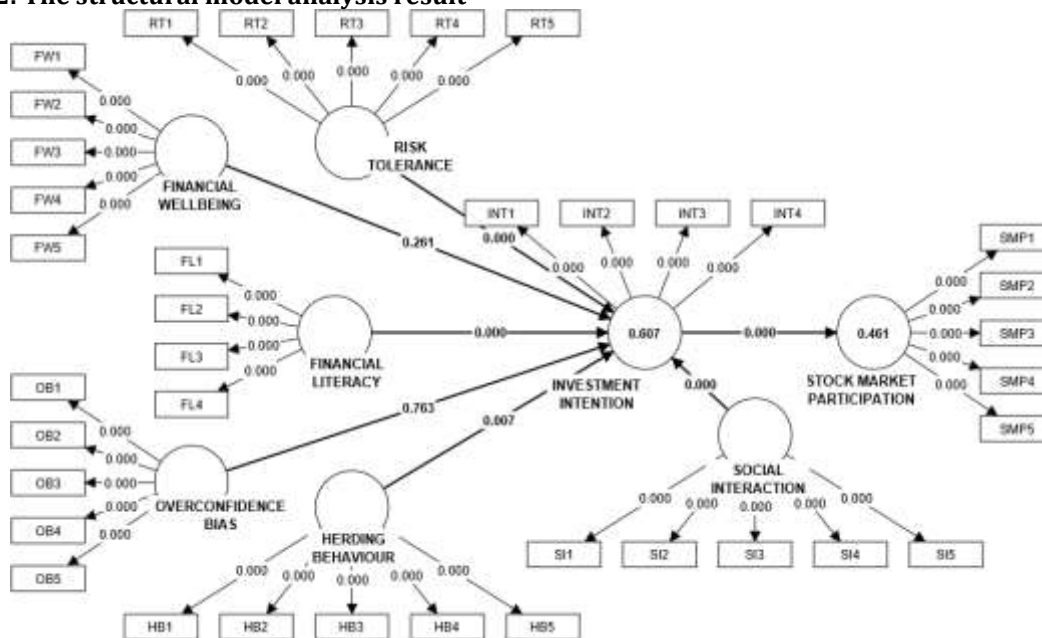 2. The structural model analysis result
RT1
RT2
RT3
RT4
RT5
0.000
0.000
0.000
0.000
0.000
RISK
TOLERANCE
FW1
FW2
FW3
FW4
FW5
0.000
0.000
0.000
0.000
0.000
FINANCIAL
WELLBEING
0.261
0.000
INT1
INT2
INT3
INT4
0.000
0.000
0.000
0.000
FL1
FL2
FL3
FL4
0.000
0.000
0.000
0.000
FINANCIAL
LITERACY
0.000
0.607
INVESTMENT
INTENTION
0.000
0.461
STOCK MARKET
PARTICIPATION
SMP1
SMP2
SMP3
SMP4
SMP5
0.000
0.000
0.000
0.000
0.000
OB1
OB2
OB3
OB4
OB5
0.000
0.000
0.000
0.000
0.000
OVERCONFIDENCE
BIAS
0.763
0.007
0.000
HERDING
BEHAVIOUR
0.000
0.000
0.000
0.000
0.000
HB1
HB2
HB3
HB4
HB5
SOCIAL
INTERACTION
0.000
0.000
0.000
0.000
0.000
SI1
SI2
SI3
SI4
SI5